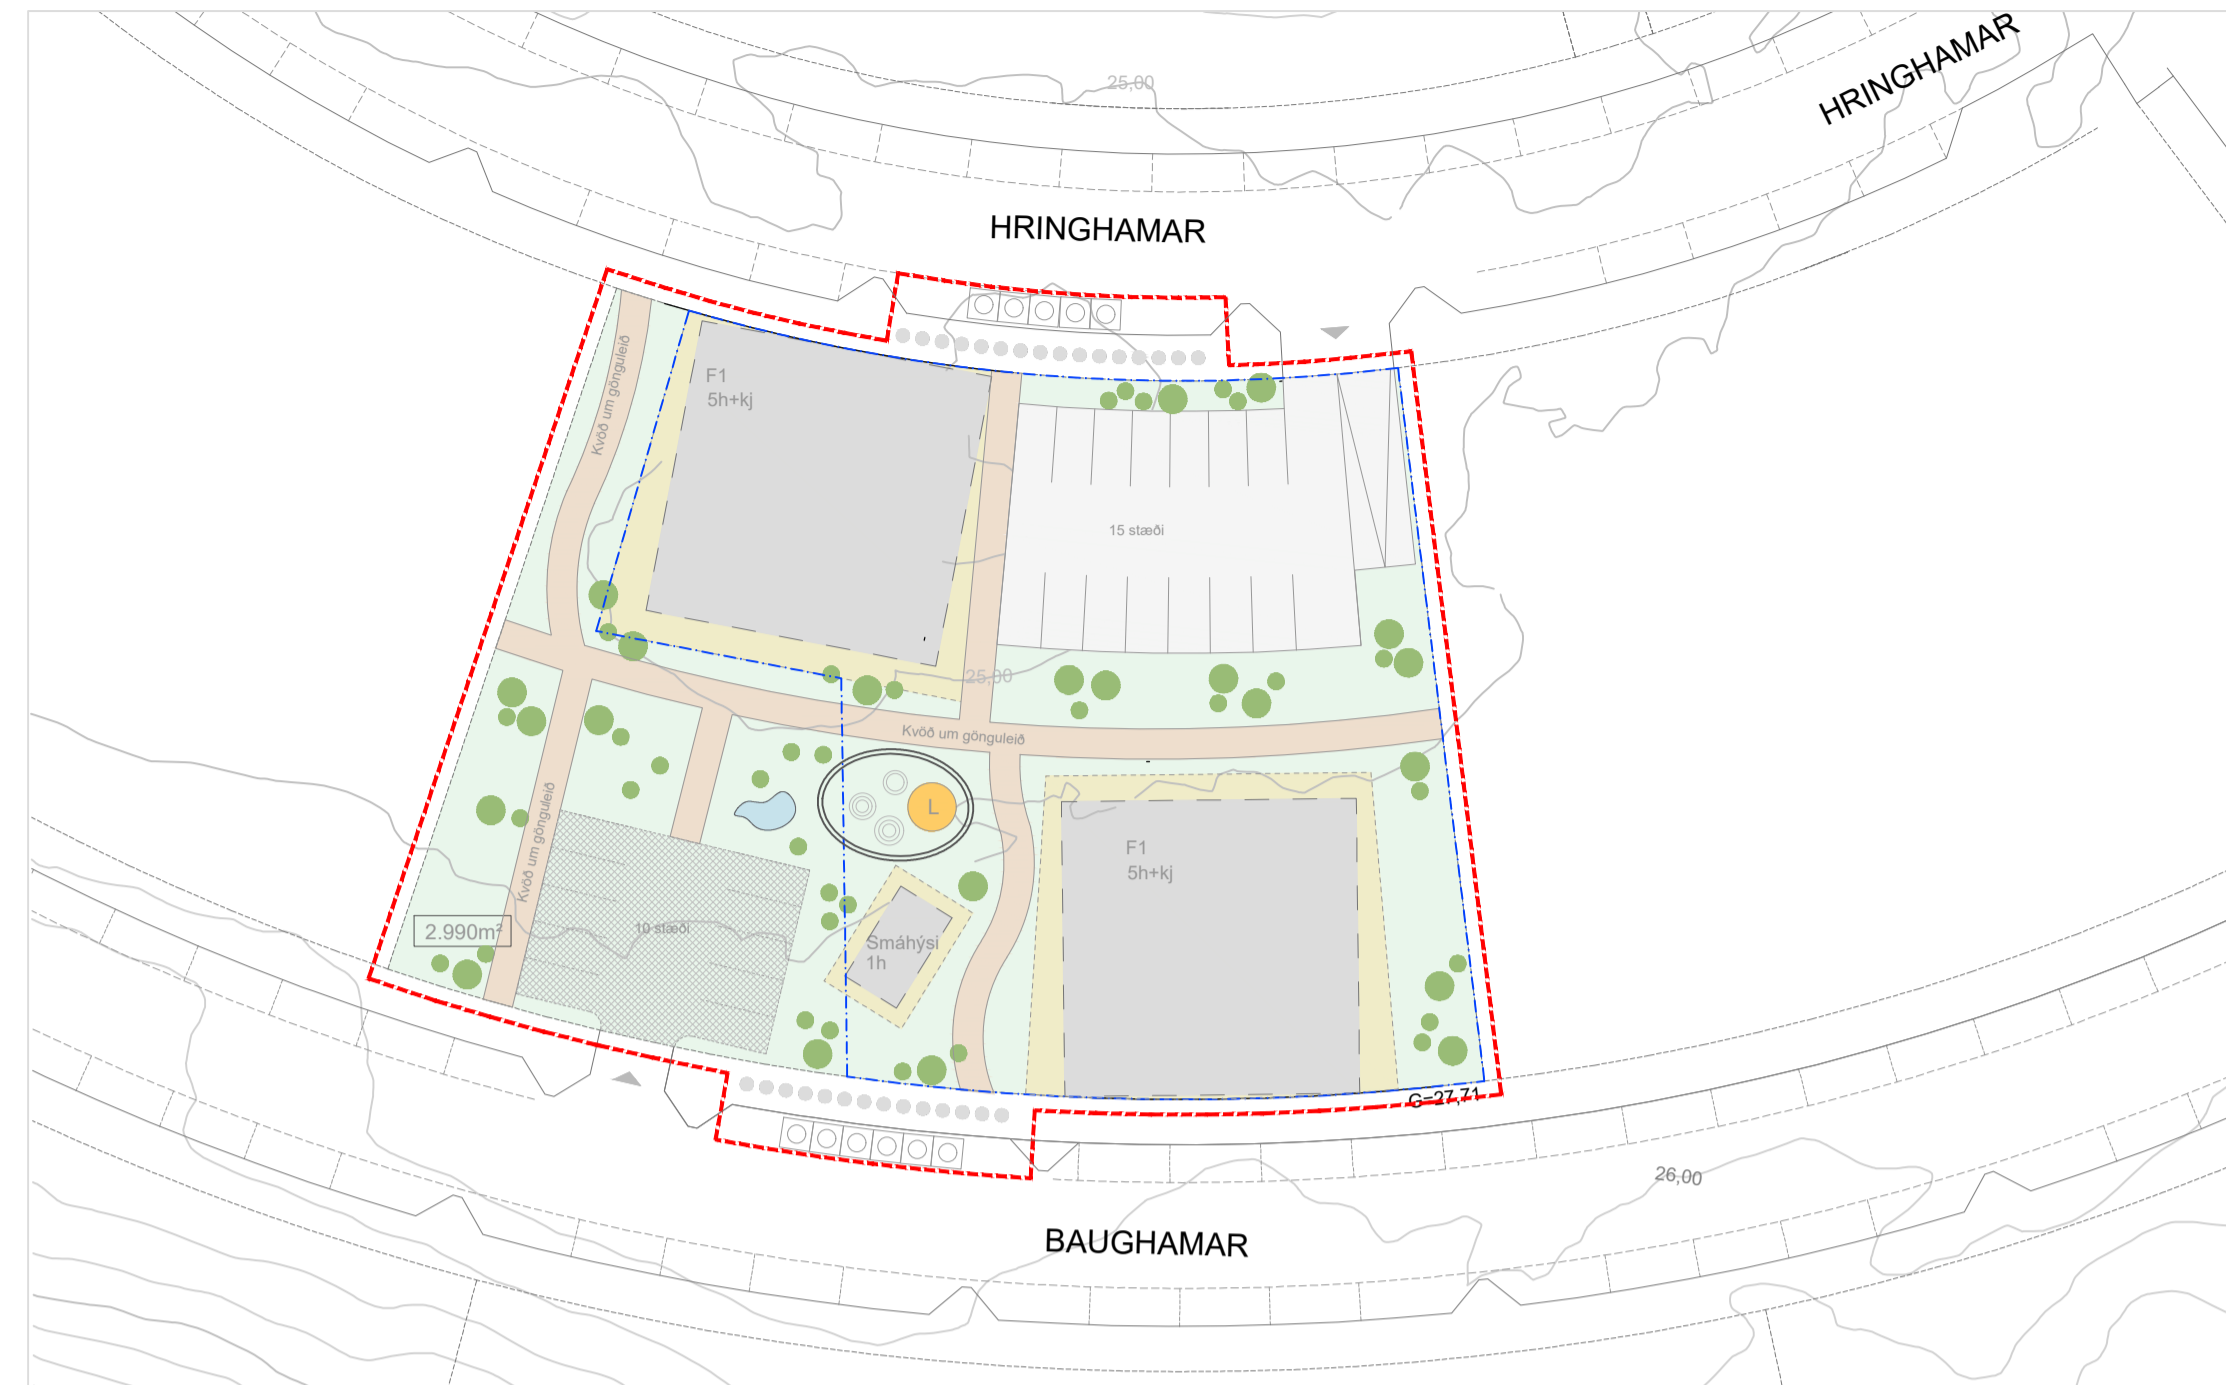 HRINGHAMAR
25,00
HRINGHAMAR
Kvöð um gönguleið
F1
5h+kj
15 stæði
25,00
Kvöð um gönguleið
L
F1
5h+kj
Kvöð um gönguleið
2.990m²
10 stæði
Smáhýsi
1h
G=27,71
26,00
BAUGHAMAR